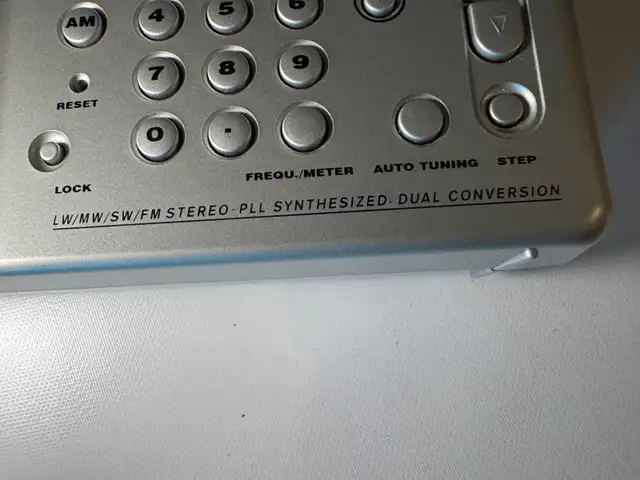 AM 4 5 6
7 8 9
RESET
0 .
FREQU./METER AUTO TUNING STEP
LOCK
LW/MW/SW/FM STEREO · PLL SYNTHESIZED · DUAL CONVERSION